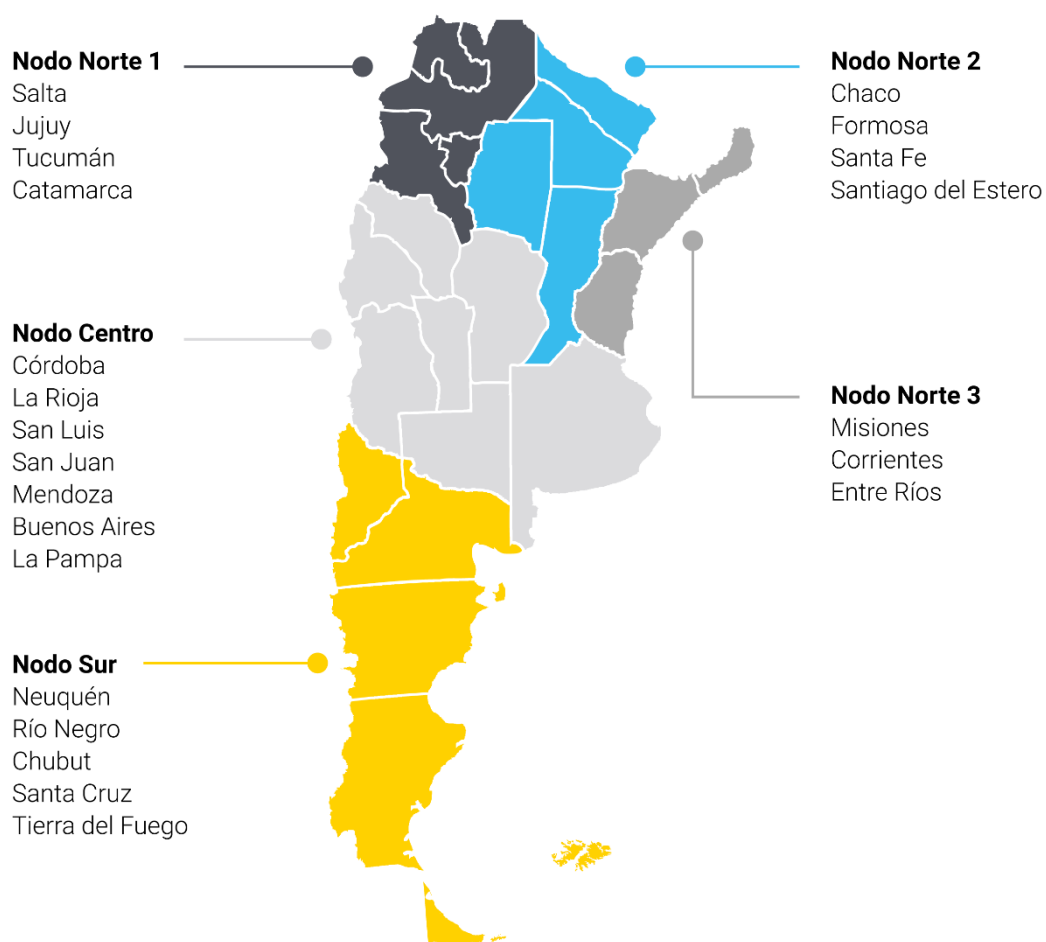 Nodo Norte 1
Salta
Jujuy
Tucumán
Catamarca
Nodo Norte 2
Chaco
Formosa
Santa Fe
Santiago del Estero
Nodo Centro
Córdoba
La Rioja
San Luis
San Juan
Mendoza
Buenos Aires
La Pampa
Nodo Norte 3
Misiones
Corrientes
Entre Ríos
Nodo Sur
Neuquén
Río Negro
Chubut
Santa Cruz
Tierra del Fuego